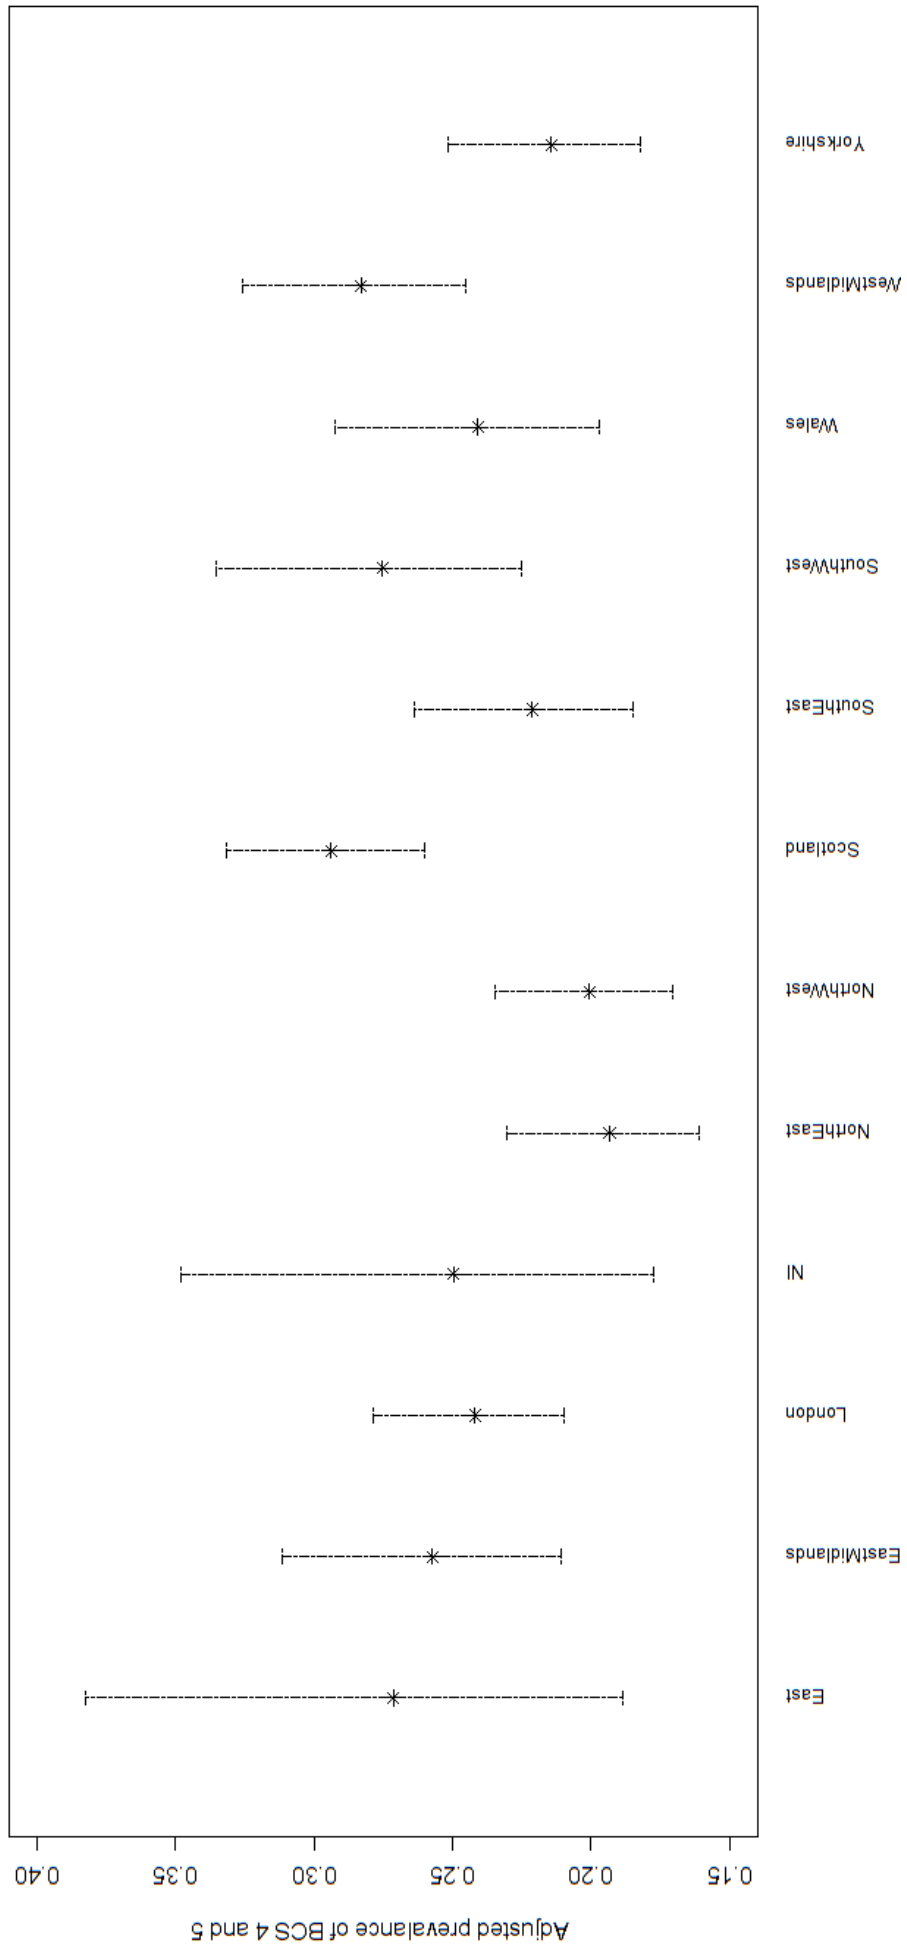 Adjusted prevalance of BCS 4 and 5
0.15 0.20 0.25 0.30 0.35 0.40
East
EastMidlands
London
NI
NorthEast
NorthWest
Scotland
SouthEast
SouthWest
Wales
WestMidlands
Yorkshire